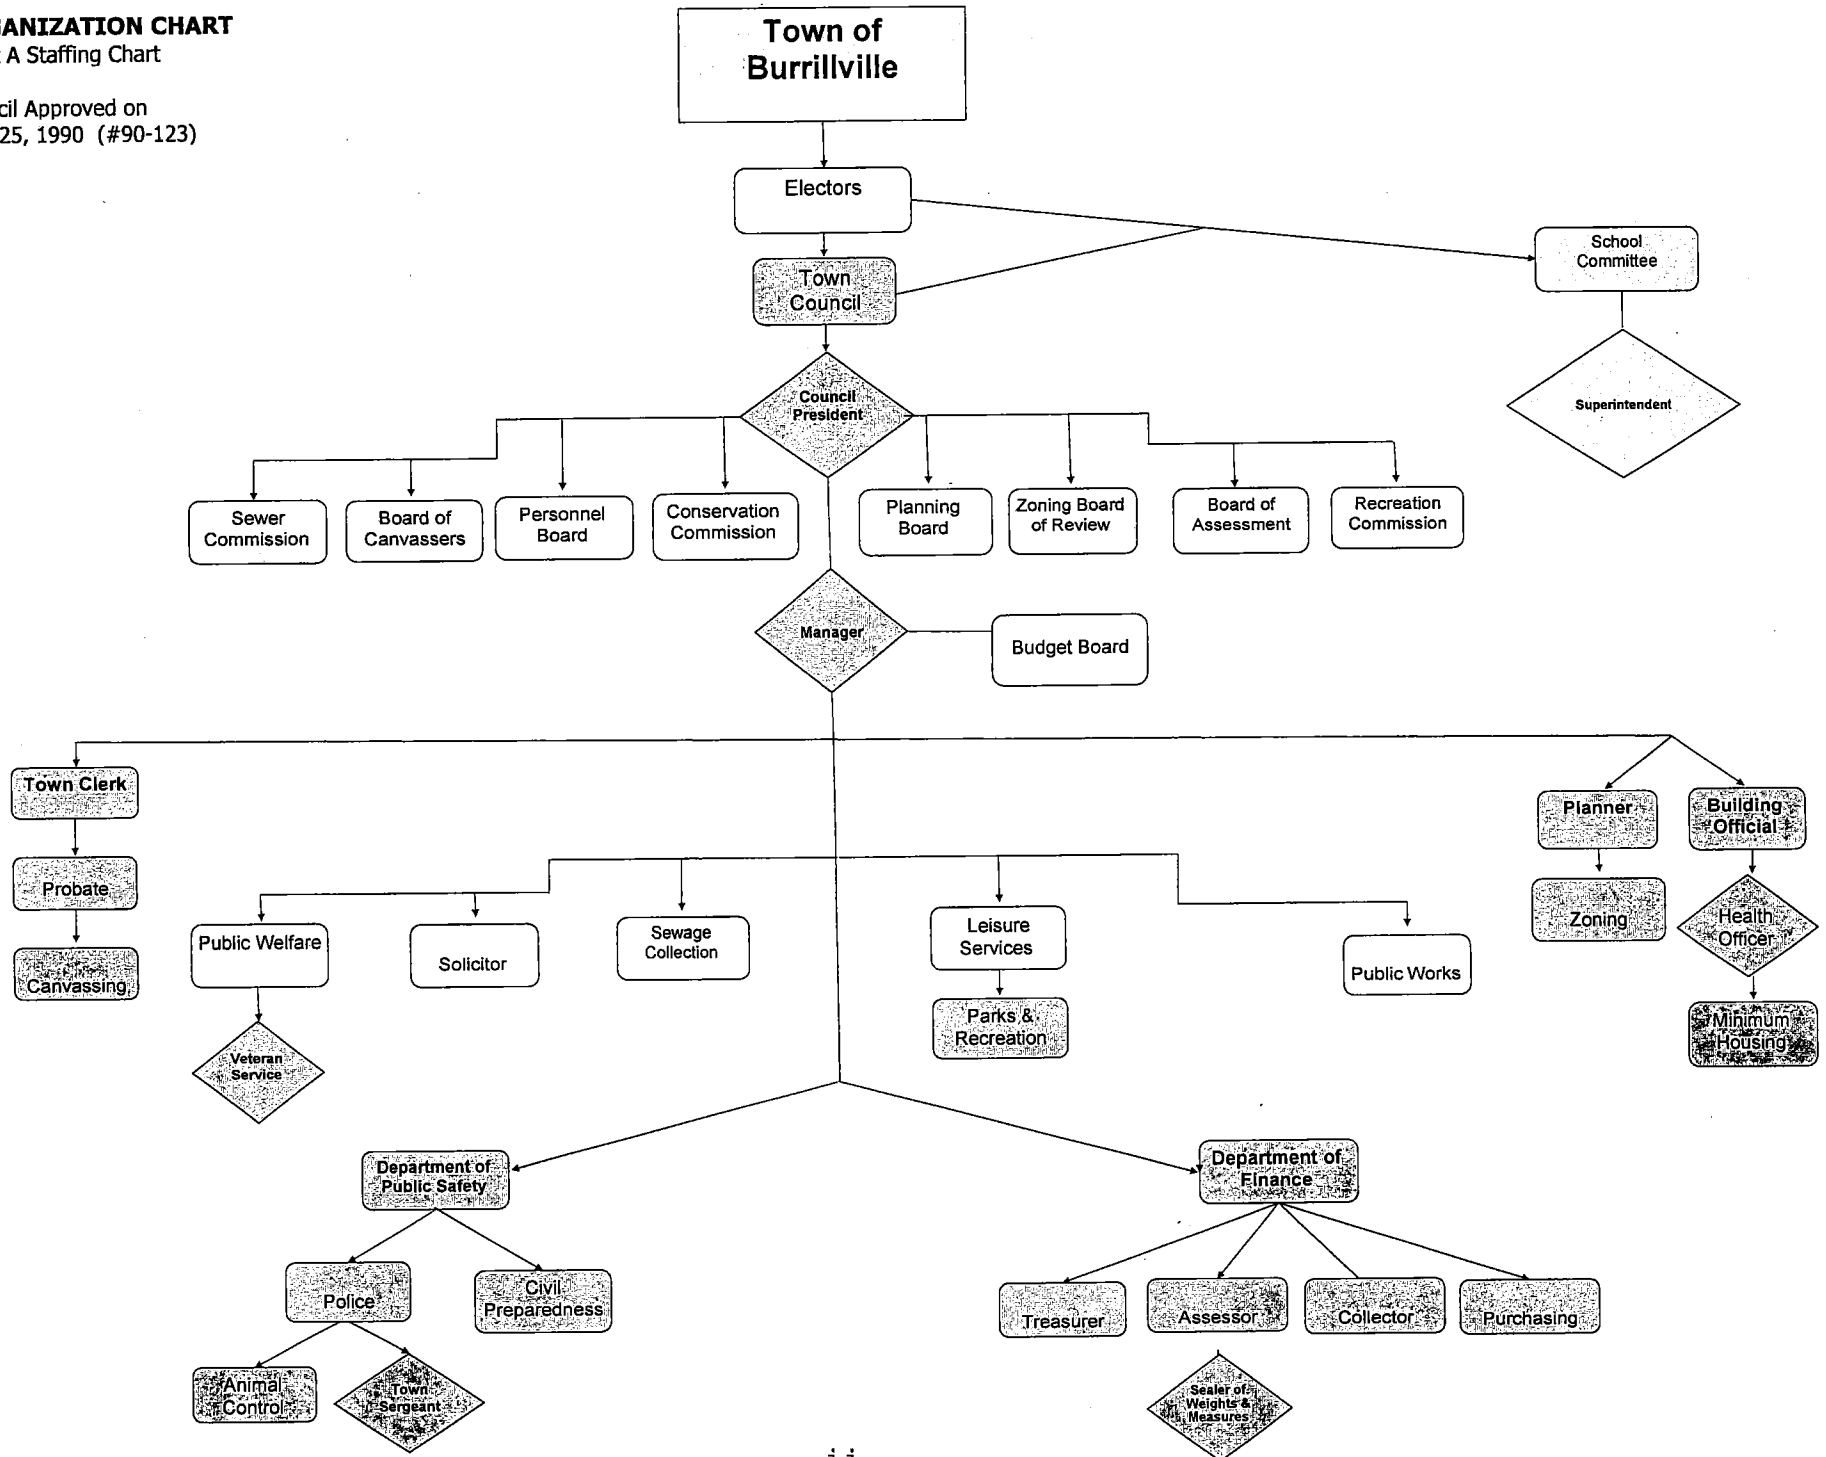 GANIZATION CHART
A Staffing Chart
cil Approved on
25, 1990 (#90-123)
Town of
Burrillville
Electors
Town
Council
School
Committee
Superintendent
Council
President
Sewer
Commission
Board of
Canvassers
Personnel
Board
Conservation
Commission
Planning
Board
Zoning Board
of Review
Board of
Assessment
Recreation
Commission
Manager
Budget Board
Town Clerk
Probate
Canvassing
Planner
Zoning
Building
Official
Health
Officer
Minimum
Housing
Public Welfare
Veteran
Service
Solicitor
Sewage
Collection
Leisure
Services
Parks &
Recreation
Public Works
Department of
Public Safety
Police
Civil
Preparedness
Animal
Control
Town
Sergeant
Department of
Finance
Treasurer
Assessor
Collector
Purchasing
Sealer of
Weights &
Measures
ii